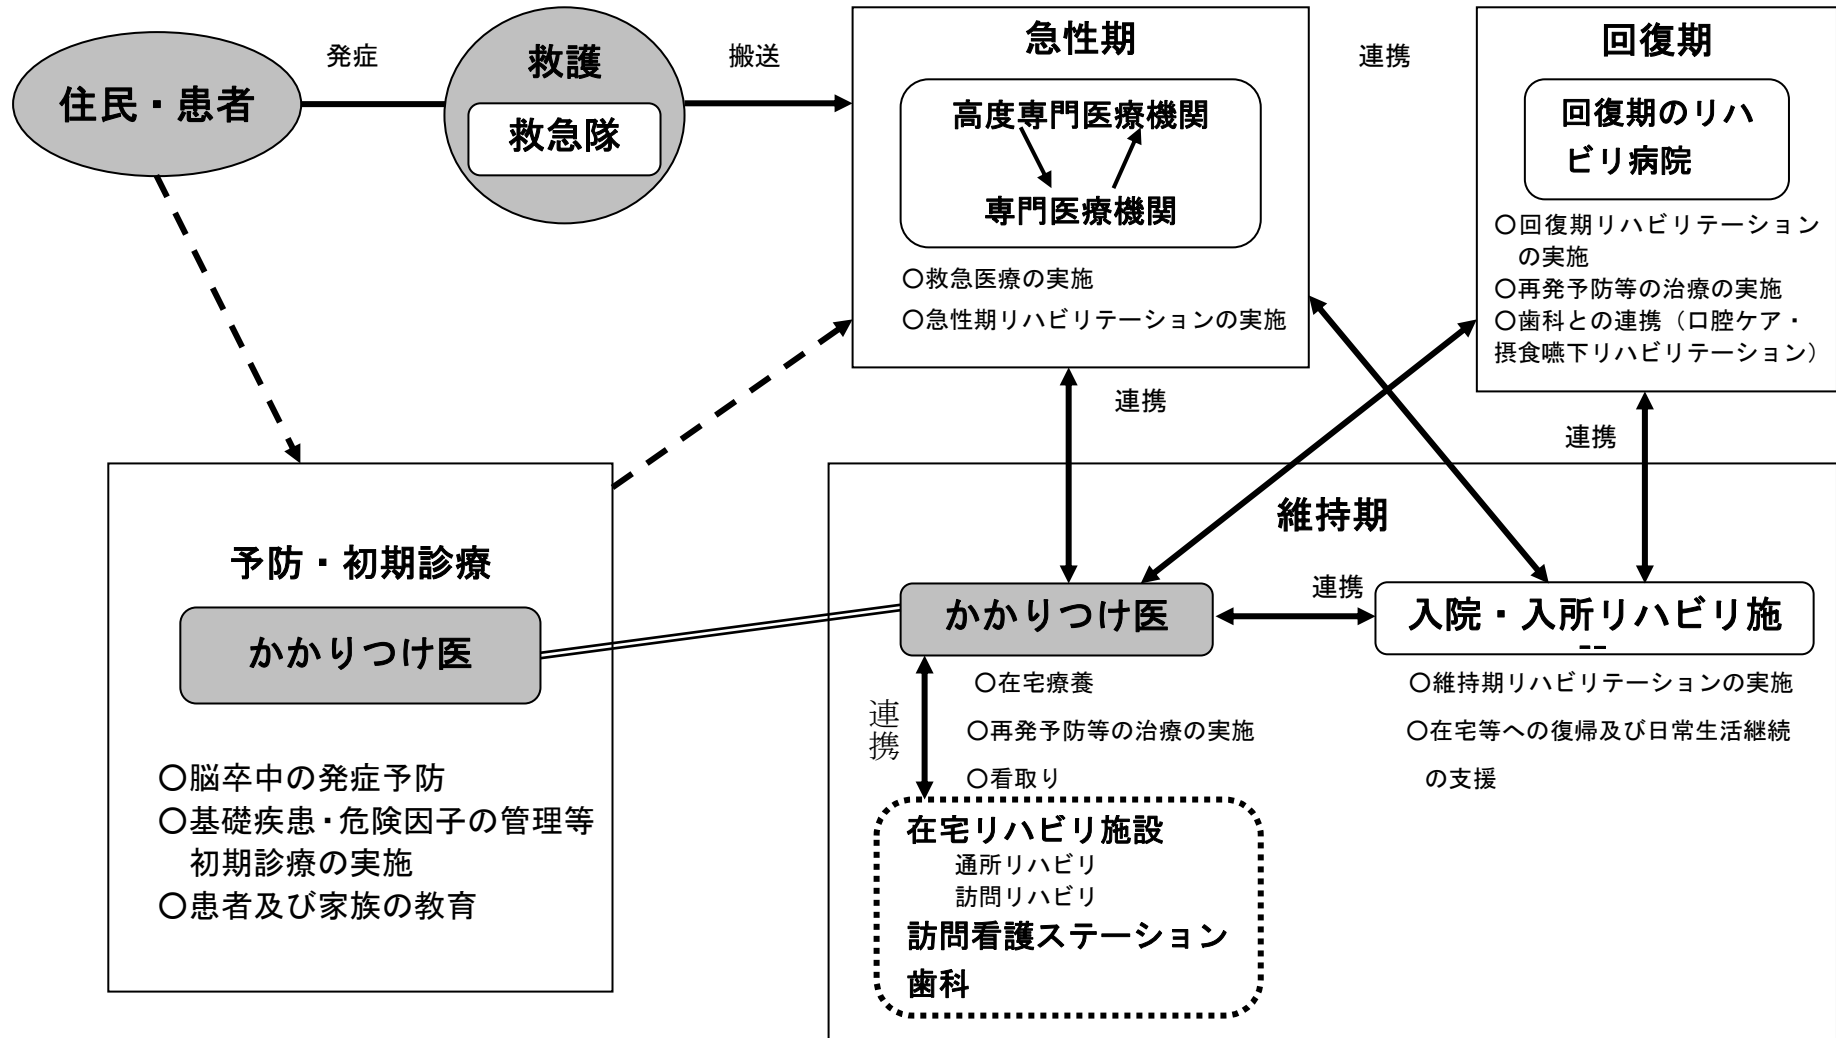 住民・患者
発症
救護
救急隊
搬送
急性期
高度専門医療機関
専門医療機関
〇救急医療の実施
〇急性期リハビリテーションの実施
連携
回復期
回復期のリハ
ビリ病院
〇回復期リハビリテーション
の実施
〇再発予防等の治療の実施
〇歯科との連携（口腔ケア・
摂食嚥下リハビリテーション）
連携
連携
予防・初期診療
かかりつけ医
〇脳卒中の発症予防
〇基礎疾患・危険因子の管理等
初期診療の実施
〇患者及び家族の教育
維持期
かかりつけ医
連携
入院・入所リハビリ施
〇在宅療養
〇再発予防等の治療の実施
〇看取り
連携
〇維持期リハビリテーションの実施
〇在宅等への復帰及び日常生活継続
の支援
在宅リハビリ施設
通所リハビリ
訪問リハビリ
訪問看護ステーション
歯科